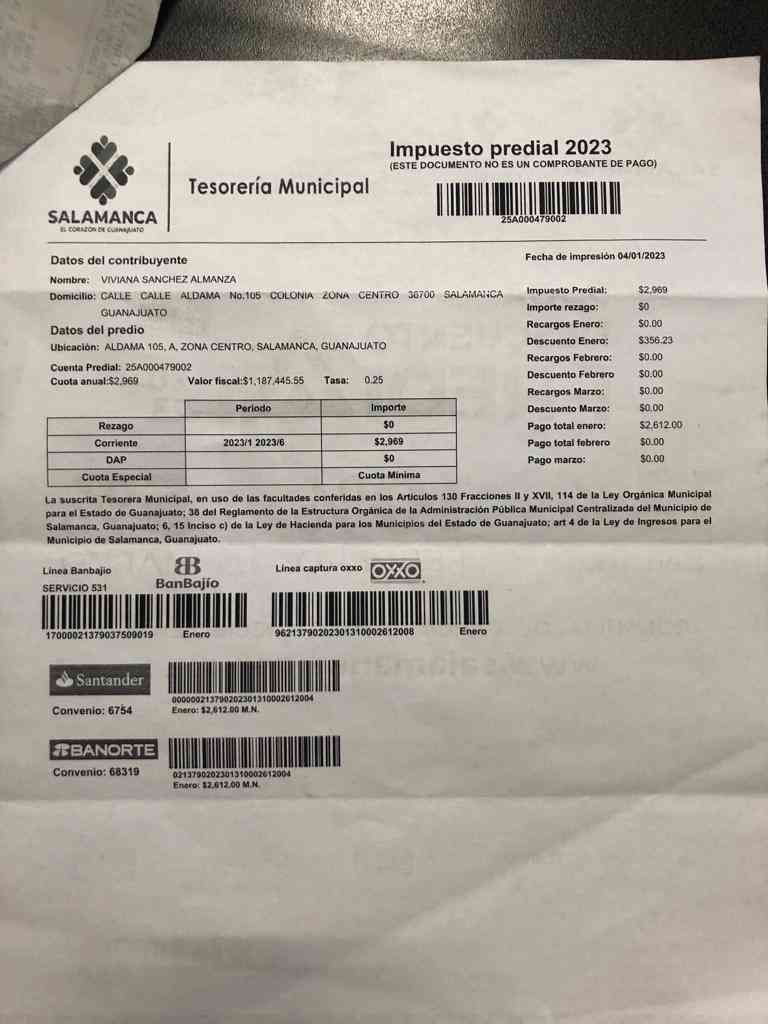 Impuesto predial 2023
(ESTE DOCUMENTO NO ES UN COMPROBANTE DE PAGO)
Tesorería Municipal
25A000479002
SALAMANCA
EL CORAZÓN DE GUANAJUATO
Datos del contribuyente
Fecha de impresión 04/01/2023
Nombre: VIVIANA SANCHEZ ALMANZA
Domicilio: CALLE CALLE ALDAMA No.105 COLONIA ZONA CENTRO 36700 SALAMANCA
GUANAJUATO
Datos del predio
Ubicación: ALDAMA 105, A, ZONA CENTRO, SALAMANCA, GUANAJUATO
Cuenta Predial: 25A000479002
Cuota anual:$2,969 Valor fiscal:$1,187,445.55 Tasa: 0.25
Impuesto Predial: $2,969
Importe rezago: $0
Recargos Enero: $0.00
Descuento Enero: $356.23
Recargos Febrero: $0.00
Descuento Febrero $0.00
Recargos Marzo: $0.00
Descuento Marzo: $0.00
Pago total enero: $2,612.00
Pago total febrero $0.00
Pago marzo: $0.00
Periodo Importe
Rezago $0
Corriente 2023/1 2023/6 $2,969
DAP $0
Cuota Especial Cuota Mínima
La suscrita Tesorera Municipal, en uso de las facultades conferidas en los Artículos 130 Fracciones II y XVII, 114 de la Ley Orgánica Municipal
para el Estado de Guanajuato; 38 del Reglamento de la Estructura Orgánica de la Administración Pública Municipal Centralizada del Municipio de
Salamanca, Guanajuato; 6, 15 Inciso c) de la Ley de Hacienda para los Municipios del Estado de Guanajuato; art 4 de la Ley de Ingresos para el
Municipio de Salamanca, Guanajuato.
Línea Banbajío
BanBajío
SERVICIO 531
17000021379037509019 Enero
Línea captura oxxo OXXO
96213790202301310002612008 Enero
Santander
Convenio: 6754
00000021379020230131000 2612004
Enero: $2,612.00 M.N.
BANORTE
Convenio: 68319
0213790202301310002612004
Enero: $2,612.00 M.N.